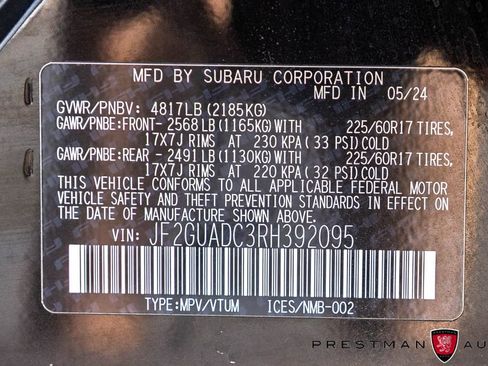 MFD BY SUBARU CORPORATION
MFD IN 05/24
GVWR/PNBV: 4817LB (2185KG)
GAWR/PNBE:FRONT- 2568LB (1165KG)WITH 225/60R17 TIRES,
17X7J RIMS AT 230 KPA (33 PSI) COLD
GAWR/PNBE:REAR - 2491LB (1130KG)WITH 225/60R17 TIRES,
17X7J RIMS AT 220 KPA (32 PSI) COLD
THIS VEHICLE CONFORMS TO ALL APPLICABLE FEDERAL MOTOR
VEHICLE SAFETY AND THEFT PREVENTION STANDARDS IN EFFECT
ON THE DATE OF MANUFACTURE SHOWN ABOVE.
VIN: JF2GUADC3RH392095
TYPE:MPV/VTUM ICES/NMB-002
PRESTMAN AU